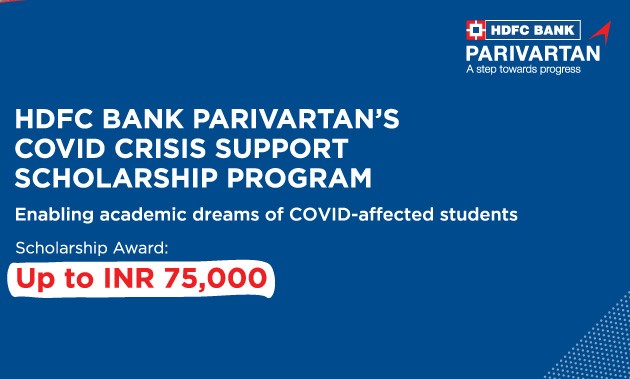 HDFC BANK
PARIVARTAN
A step towards progress
HDFC BANK PARIVARTAN'S
COVID CRISIS SUPPORT
SCHOLARSHIP PROGRAM
Enabling academic dreams of COVID-affected students
Scholarship Award:
Up to INR 75,000